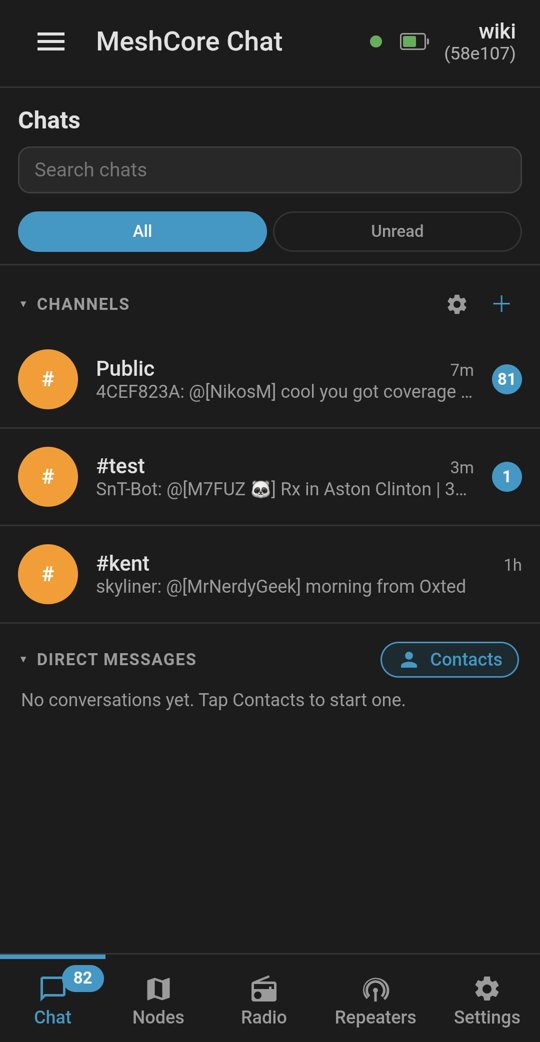 MeshCore Chat
wiki
(58e107)
Chats
Search chats
All
Unread
CHANNELS
#
Public
7m
4CEF823A: @[NikosM] cool you got coverage ...
81
#
#test
3m
SnT-Bot: @[M7FUZ 🐼] Rx in Aston Clinton | 3...
1
#
#kent
1h
skyliner: @[MrNerdyGeek] morning from Oxted
DIRECT MESSAGES
Contacts
No conversations yet. Tap Contacts to start one.
82
Chat
Nodes
Radio
Repeaters
Settings